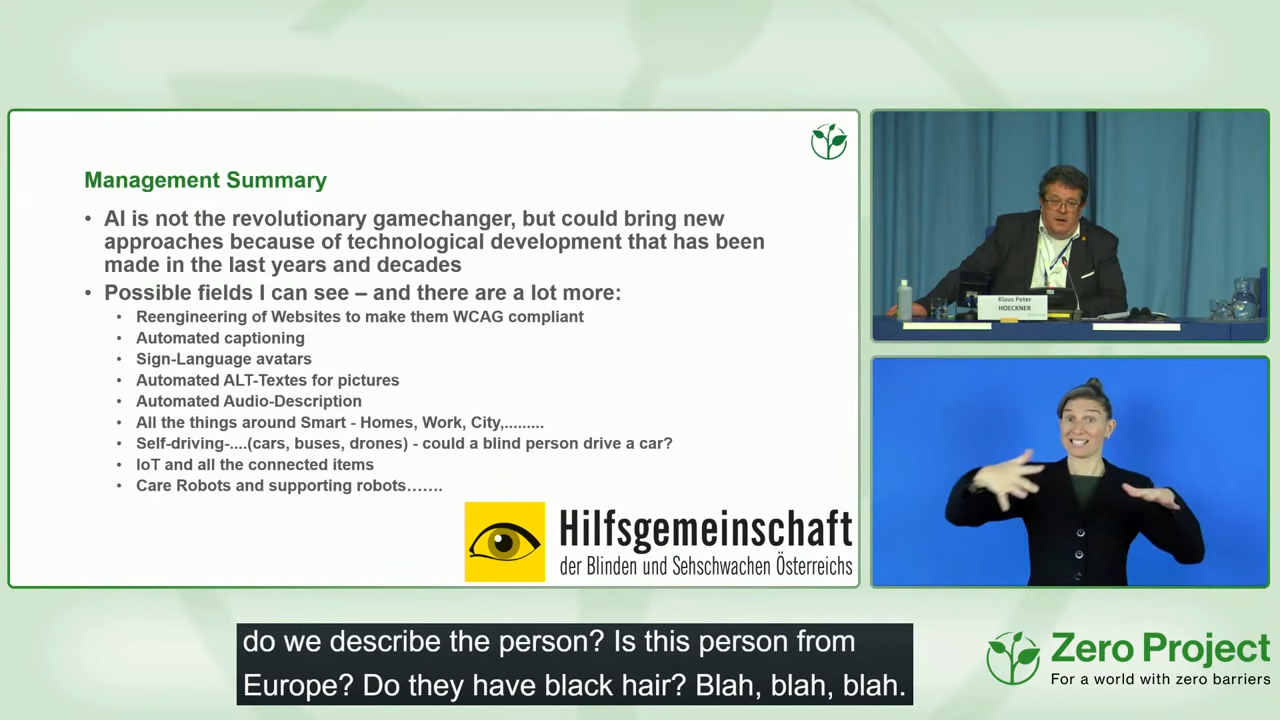 Management Summary
• AI is not the revolutionary gamechanger, but could bring new
approaches because of technological development that has been
made in the last years and decades
• Possible fields I can see – and there are a lot more:
• Reengineering of Websites to make them WCAG compliant
• Automated captioning
• Sign-Language avatars
• Automated ALT-Textes for pictures
• Automated Audio-Description
• All the things around Smart - Homes, Work, City,.........
• Self-driving-....(cars, buses, drones) - could a blind person drive a car?
• IoT and all the connected items
• Care Robots and supporting robots…….
Hilfsgemeinschaft
der Blinden und Sehschwachen Österreichs
Klaus Peter
HOECKNER
do we describe the person? Is this person from
Europe? Do they have black hair? Blah, blah, blah.
Zero Project
For a world with zero barriers